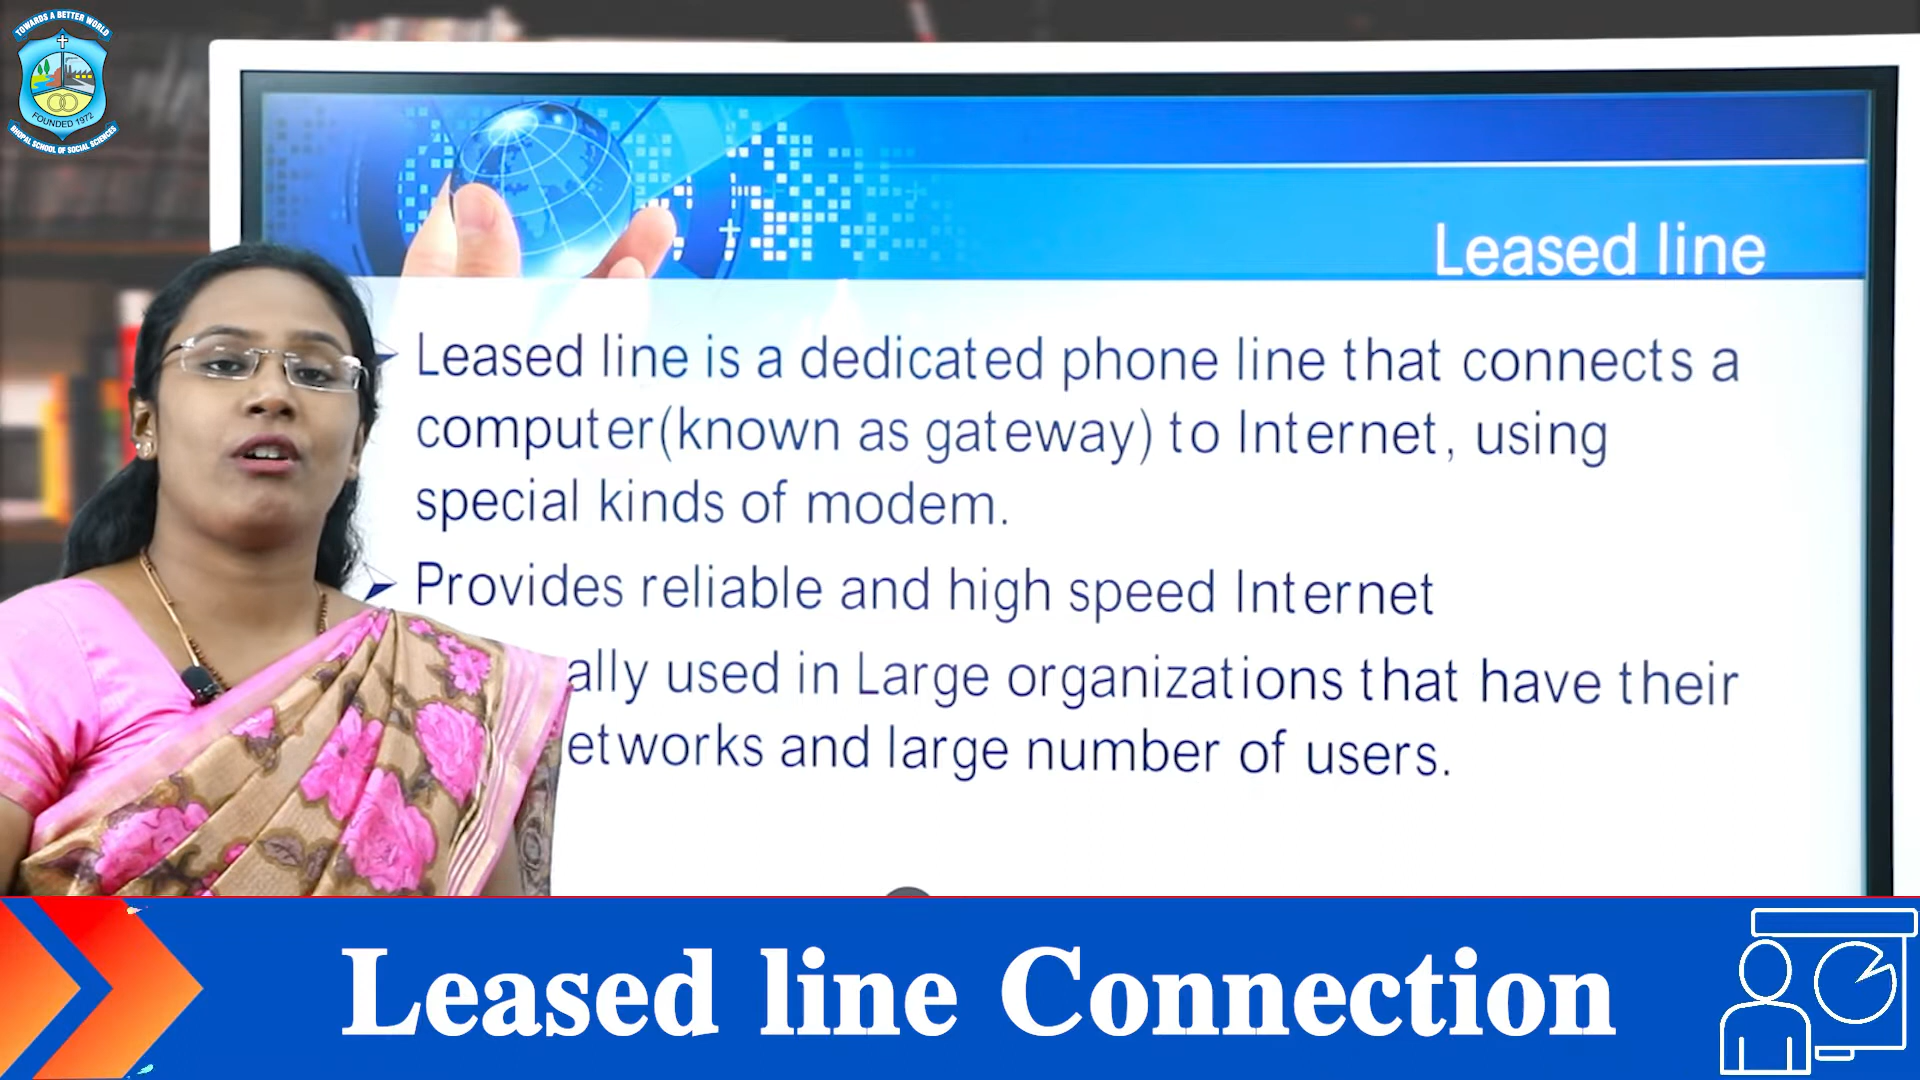 TOWARDS A BETTER WORLD
FOUNDED 1972
BHOPAL SCHOOL OF SOCIAL SCIENCES
Leased line
Leased line is a dedicated phone line that connects a
computer(known as gateway) to Internet, using
special kinds of modem.
Provides reliable and high speed Internet
ally used in Large organizations that have their
etworks and large number of users.
Leased line Connection